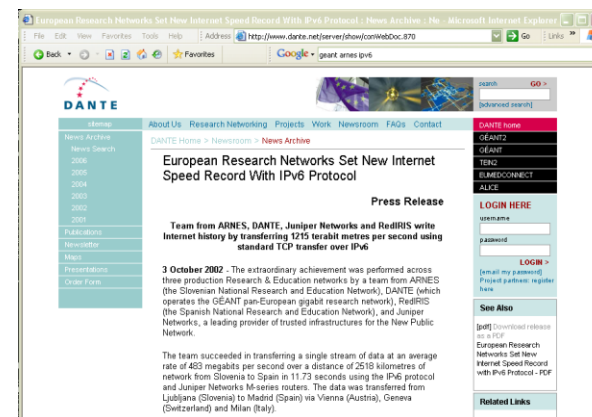 European Research Networks Set New Internet Speed Record With IPv6 Protocol : News Archive : Ne - Microsoft Internet Explorer
File Edit View Favorites Tools Help Address http://www.dante.net/server/show/conWebDoc.870 Go Links »
Back Favorites Google geant arnes ipv6
DANTE
search GO >
[advanced search]
sitemap
News Archive
News Search
2006
2005
2004
2003
2002
2001
Publications
Newsletter
Maps
Presentations
Order Form
About Us Research Networking Projects Work Newsroom FAQs Contact
DANTE Home > Newsroom > News Archive
European Research Networks Set New Internet
Speed Record With IPv6 Protocol
Press Release
Team from ARNES, DANTE, Juniper Networks and RedIRIS write
Internet history by transferring 1215 terabit metres per second using
standard TCP transfer over IPv6
3 October 2002 - The extraordinary achievement was performed across
three production Research & Education networks by a team from ARNES
(the Slovenian National Research and Education Network), DANTE (which
operates the GÉANT pan-European gigabit research network), RedIRIS
(the Spanish National Research and Education Network), and Juniper
Networks, a leading provider of trusted infrastructures for the New Public
Network.
The team succeeded in transferring a single stream of data at an average
rate of 483 megabits per second over a distance of 2518 kilometres of
network from Slovenia to Spain in 11.73 seconds using the IPv6 protocol
and Juniper Networks M-series routers. The data was transferred from
Ljubljana (Slovenia) to Madrid (Spain) via Vienna (Austria), Geneva
(Switzerland) and Milan (Italy).
DANTE home
GÉANT2
GÉANT
TEIN2
EUMEDCONNECT
ALICE
LOGIN HERE
username
password
LOGIN >
[email my password]
Project partners: register
here
See Also
[pdf] Download release
as a PDF
European Research
Networks Set New
Internet Speed Record
with IPv6 Protocol - PDF
Related Links